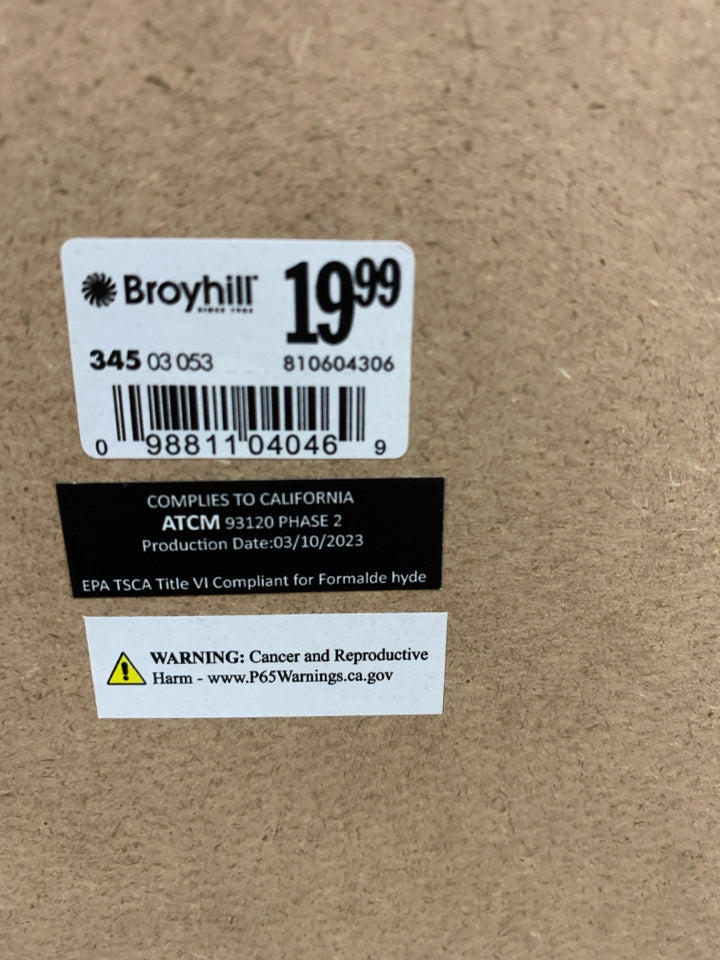 Broyhill
SINCE 1905
19.99
345 03 053
810604306
0 98811 04046 9
COMPLIES TO CALIFORNIA
ATCM 93120 PHASE 2
Production Date:03/10/2023
EPA TSCA Title VI Compliant for Formalde hyde
WARNING: Cancer and Reproductive
Harm - www.P65Warnings.ca.gov